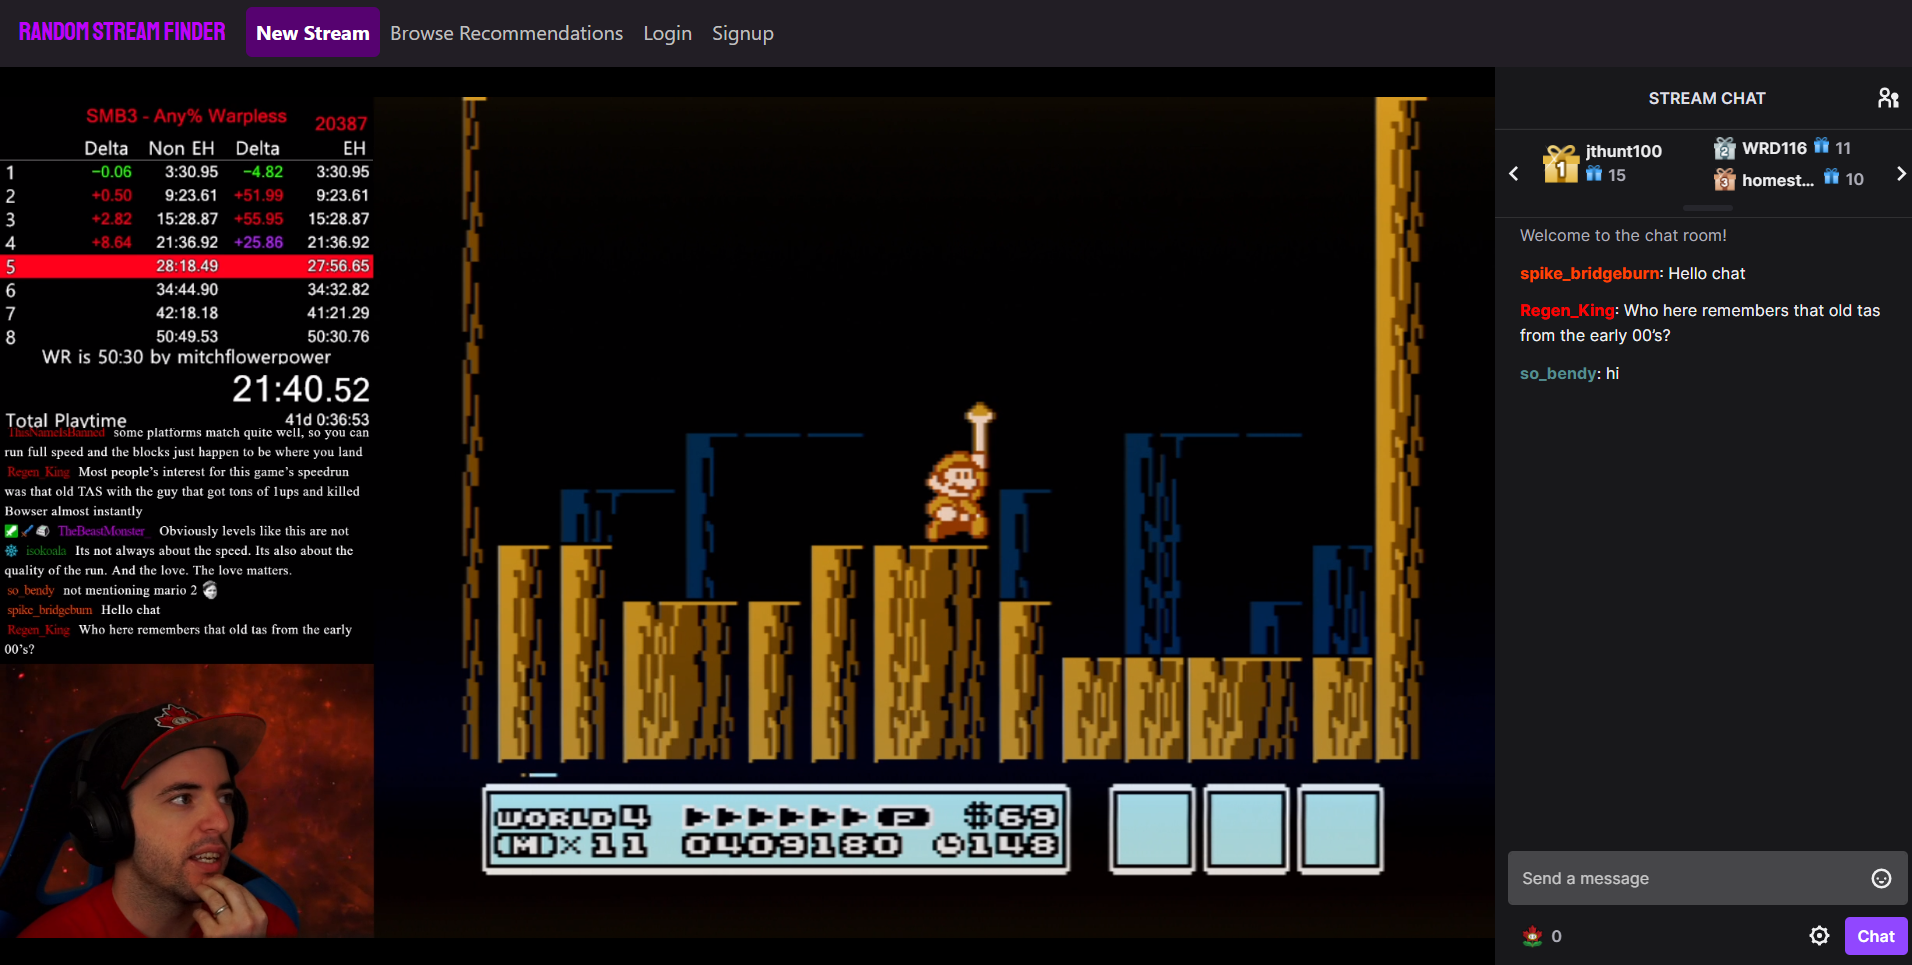 RANDOM STREAM FINDER New Stream Browse Recommendations Login Signup
SMB3 - Any% Warpless 20387
Delta Non EH Delta EH
1 −0.06 3:30.95 −4.82 3:30.95
2 +0.50 9:23.61 +51.99 9:23.61
3 +2.82 15:28.87 +55.95 15:28.87
4 +8.64 21:36.92 +25.86 21:36.92
5 28:18.49 27:56.65
6 34:44.90 34:32.82
7 42:18.18 41:21.29
8 50:49.53 50:30.76
WR is 50:30 by mitchflowerpower
21:40.52
Total Playtime 41d 0:36:53
ThisNameIsBanned some platforms match quite well, so you can
run full speed and the blocks just happen to be where you land
Regen_King Most people's interest for this game's speedrun
was that old TAS with the guy that got tons of 1ups and killed
Bowser almost instantly
TheBeastMonster_ Obviously levels like this are not
isokoala Its not always about the speed. Its also about the
quality of the run. And the love. The love matters.
so_bendy not mentioning mario 2
spike_bridgeburn Hello chat
Regen_King Who here remembers that old tas from the early
00's?
WORLD 4 P #69
(M)× 11 0409180 148
STREAM CHAT
1 jthunt100 15
2 WRD116 11
3 homest... 10
Welcome to the chat room!
spike_bridgeburn: Hello chat
Regen_King: Who here remembers that old tas
from the early 00's?
so_bendy: hi
Send a message
0 Chat